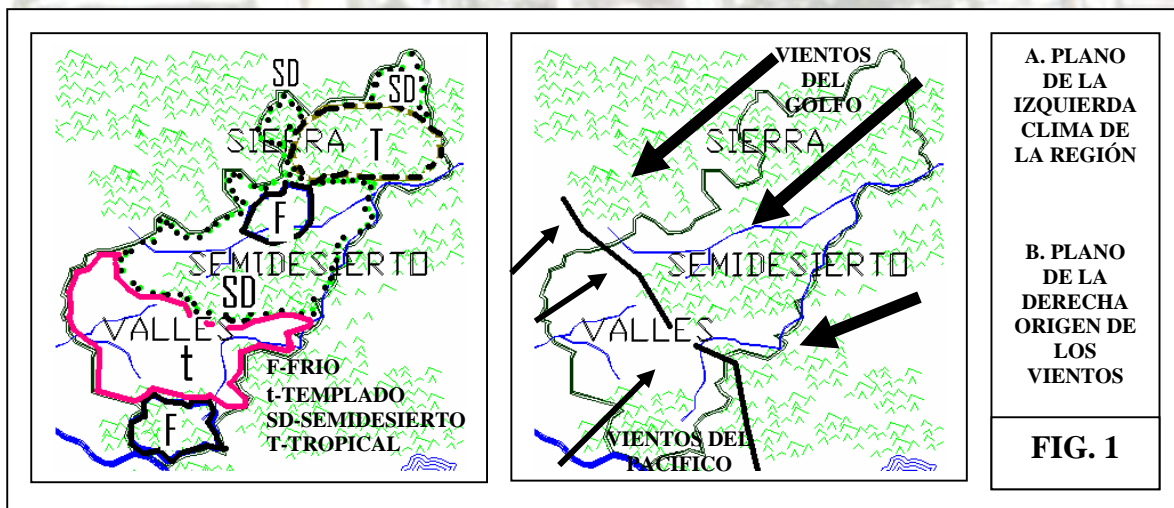 SD
SD
SIERRA
T
F
SEMIDESIERTO
SD
VALLES
t
F
F-FRIO
t-TEMPLADO
SD-SEMIDESIERTO
T-TROPICAL
VIENTOS
DEL
GOLFO
SIERRA
SEMIDESIERTO
VALLES
VIENTOS DEL
PACIFICO
A. PLANO
DE LA
IZQUIERDA
CLIMA DE
LA REGIÓN
B. PLANO
DE LA
DERECHA
ORIGEN DE
LOS
VIENTOS
FIG. 1